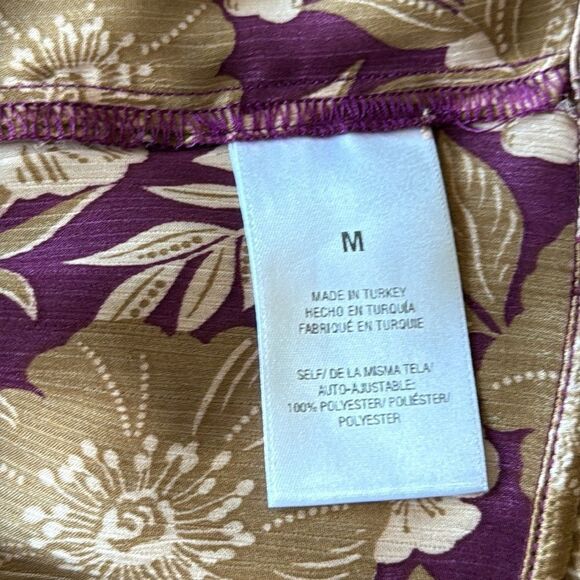 M
MADE IN TURKEY
HECHO EN TURQUÍA
FABRIQUÉ EN TURQUIE
SELF/ DE LA MISMA TELA/
AUTO-AJUSTABLE:
100% POLYESTER/ POLIÉSTER/
POLYESTER